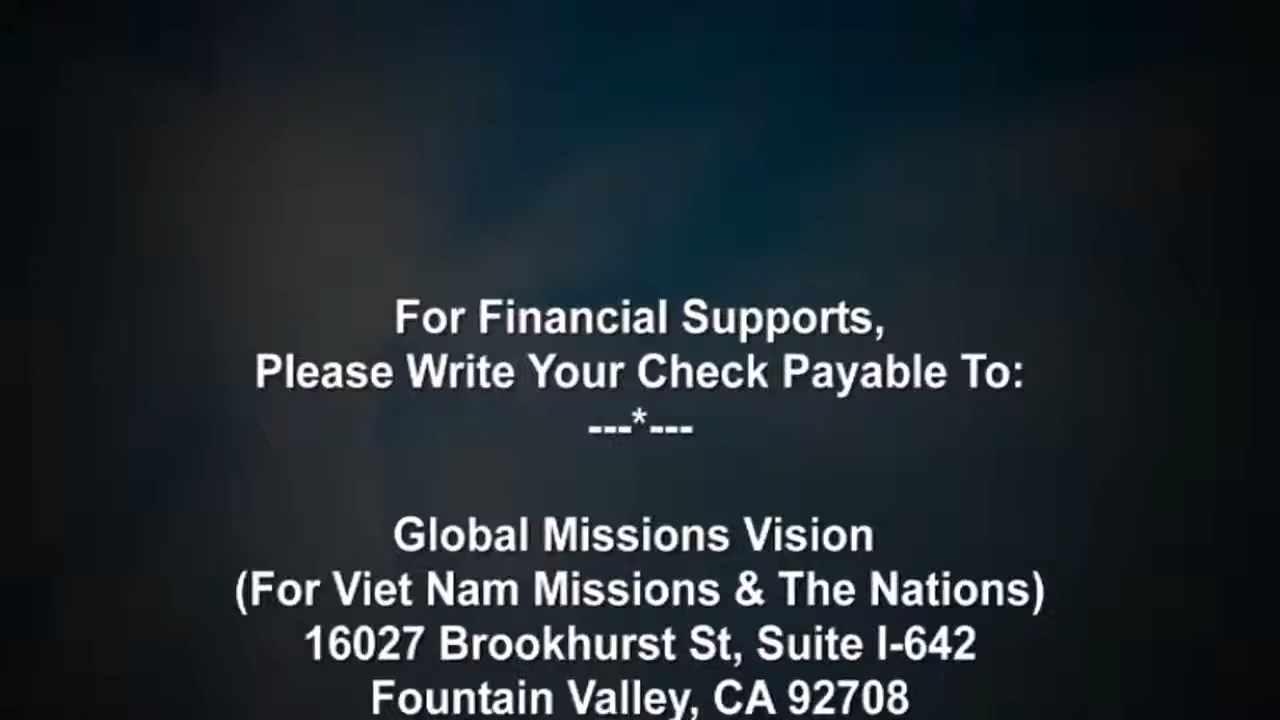 For Financial Supports,
Please Write Your Check Payable To:
---*---
Global Missions Vision
(For Viet Nam Missions & The Nations)
16027 Brookhurst St, Suite I-642
Fountain Valley, CA 92708